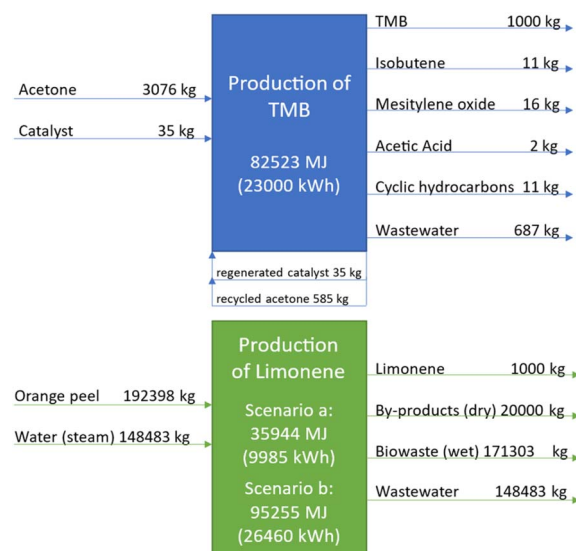 TMB 1000 kg
Isobutene 11 kg
Mesitylene oxide 16 kg
Acetic Acid 2 kg
Cyclic hydrocarbons 11 kg
Wastewater 687 kg
Acetone 3076 kg
Catalyst 35 kg
Production of
TMB
82523 MJ
(23000 kWh)
regenerated catalyst 35 kg
recycled acetone 585 kg
Production
of Limonene
Scenario a:
35944 MJ
(9985 kWh)
Scenario b:
95255 MJ
(26460 kWh)
Orange peel 192398 kg
Water (steam) 148483 kg
Limonene 1000 kg
By-products (dry) 20000 kg
Biowaste (wet) 171303 kg
Wastewater 148483 kg